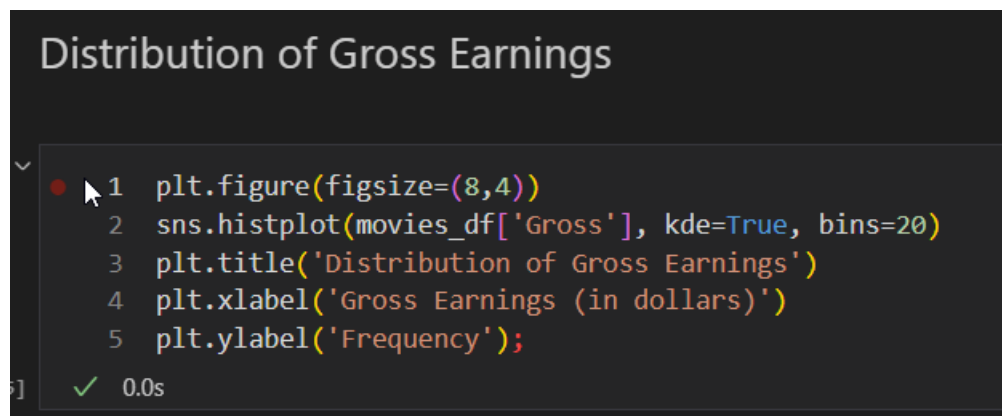 Distribution of Gross Earnings
1 plt.figure(figsize=(8,4))
2 sns.histplot(movies_df['Gross'], kde=True, bins=20)
3 plt.title('Distribution of Gross Earnings')
4 plt.xlabel('Gross Earnings (in dollars)')
5 plt.ylabel('Frequency');
] 0.0s